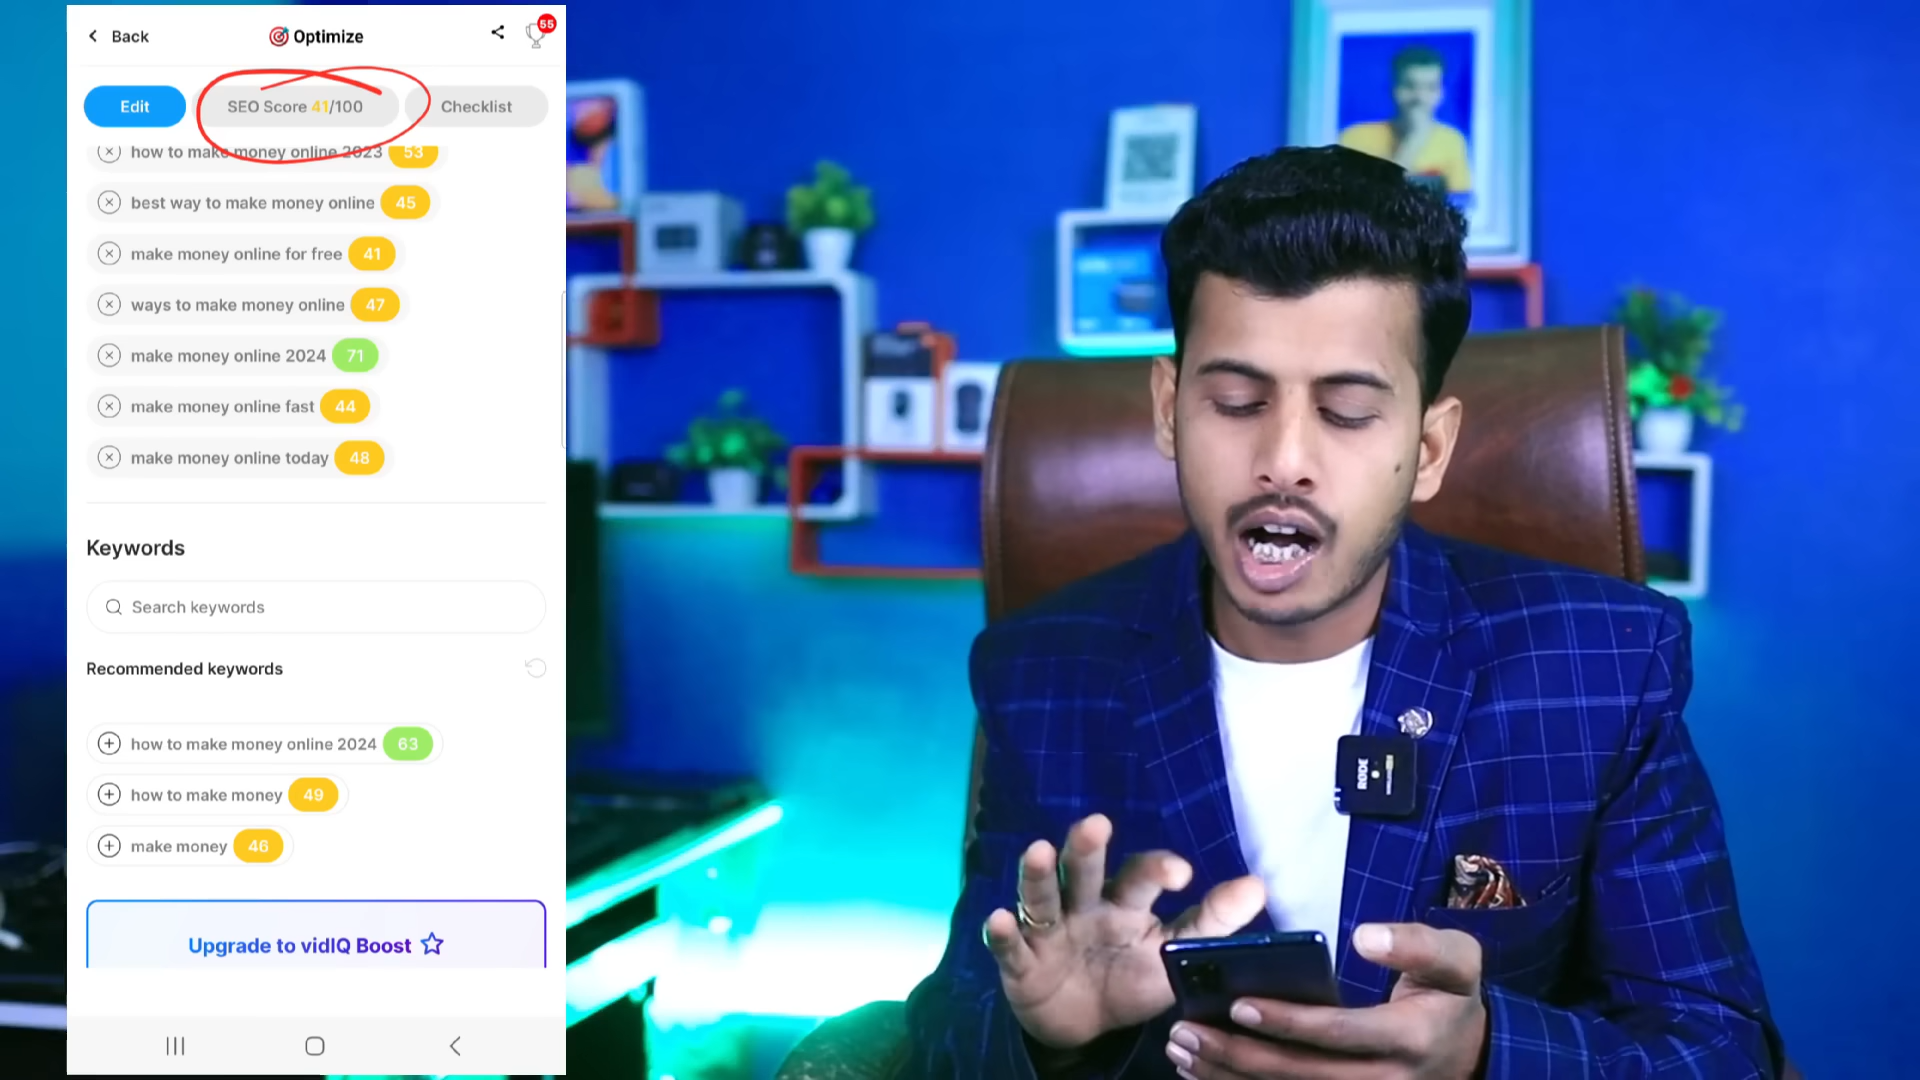 Back
Optimize
55
Edit
SEO Score 41/100
Checklist
how to make money online 2023 53
best way to make money online 45
make money online for free 41
ways to make money online 47
make money online 2024 71
make money online fast 44
make money online today 48
Keywords
Search keywords
Recommended keywords
how to make money online 2024 63
how to make money 49
make money 46
Upgrade to vidIQ Boost
RODE